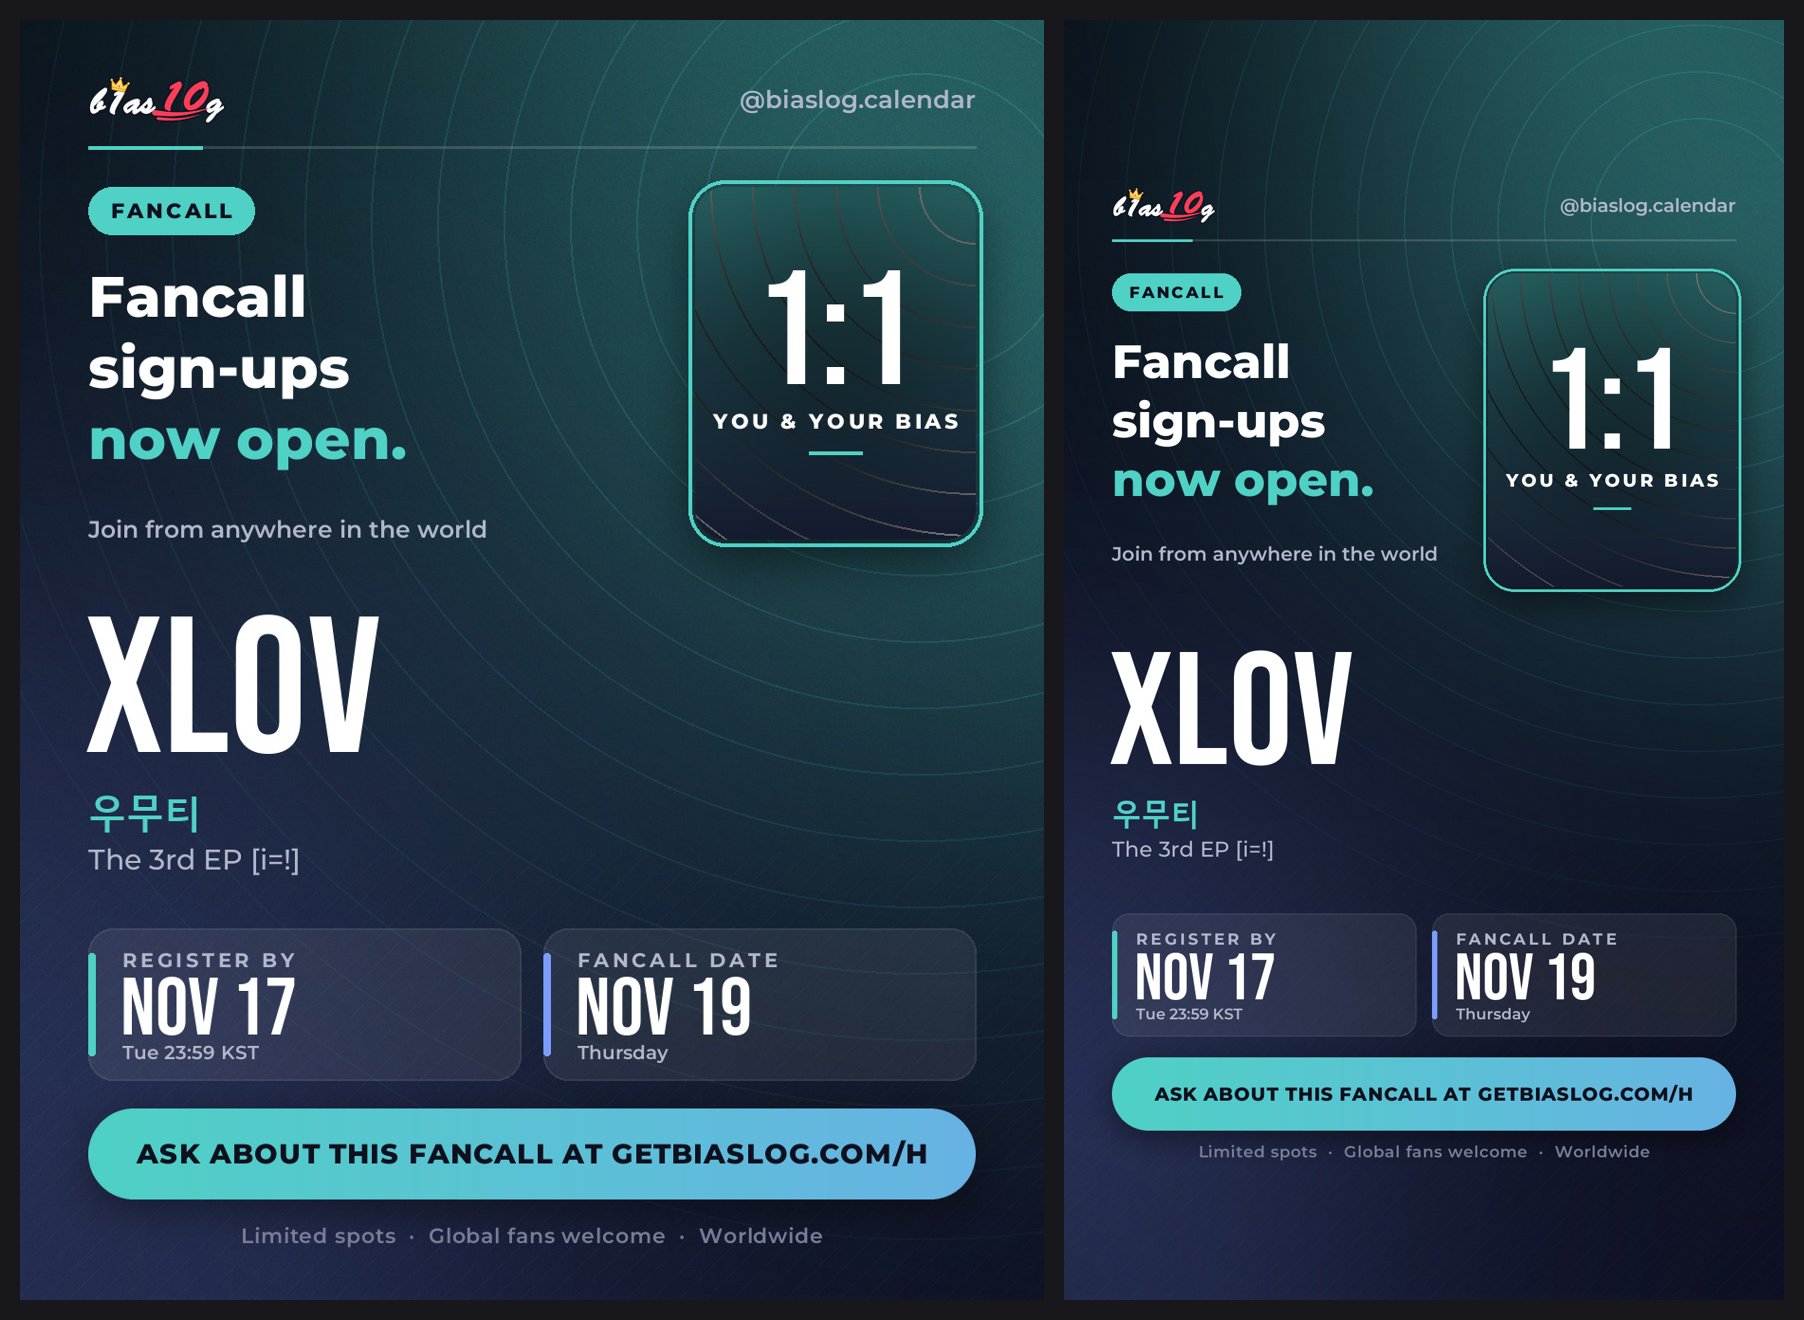 b1as10g
@biaslog.calendar
FANCALL
Fancall
sign-ups
now open.
Join from anywhere in the world
1:1
YOU & YOUR BIAS
XLOV
우무티
The 3rd EP [i=!]
REGISTER BY
NOV 17
Tue 23:59 KST
FANCALL DATE
NOV 19
Thursday
ASK ABOUT THIS FANCALL AT GETBIASLOG.COM/H
Limited spots · Global fans welcome · Worldwide
b1as10g
@biaslog.calendar
FANCALL
Fancall
sign-ups
now open.
Join from anywhere in the world
1:1
YOU & YOUR BIAS
XLOV
우무티
The 3rd EP [i=!]
REGISTER BY
NOV 17
Tue 23:59 KST
FANCALL DATE
NOV 19
Thursday
ASK ABOUT THIS FANCALL AT GETBIASLOG.COM/H
Limited spots · Global fans welcome · Worldwide